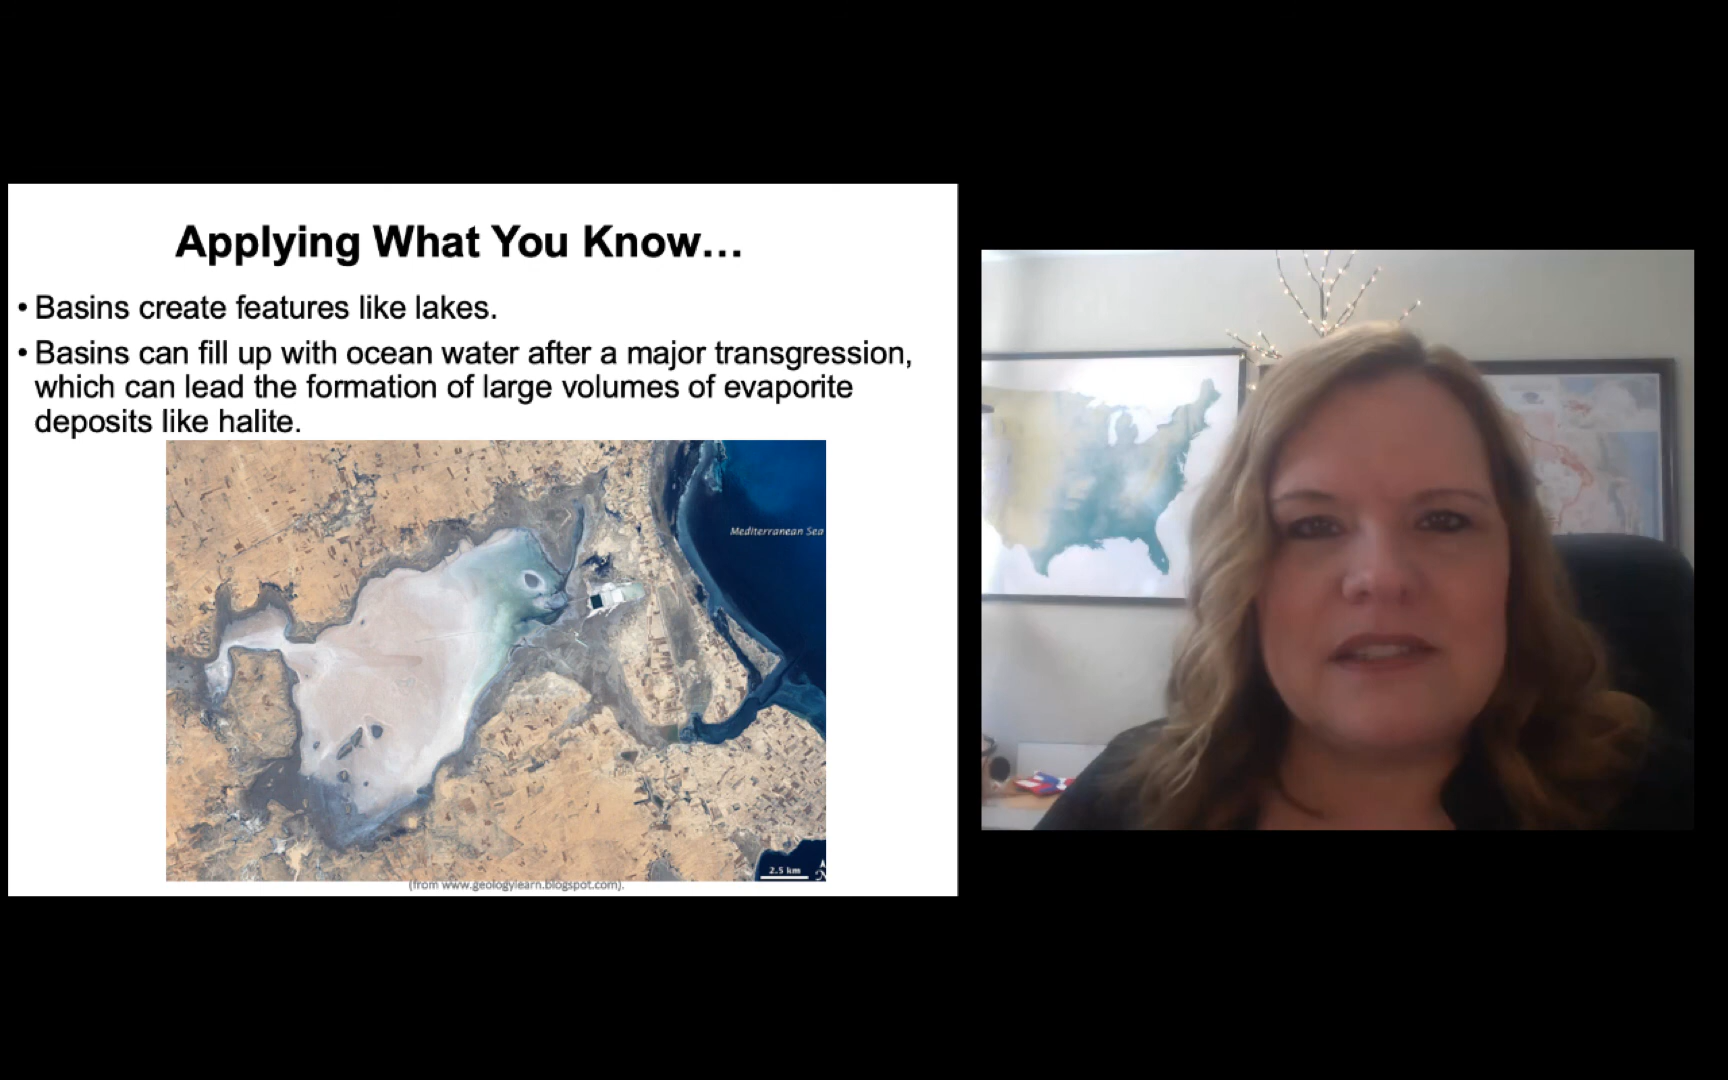 Applying What You Know…
• Basins create features like lakes.
• Basins can fill up with ocean water after a major transgression,
which can lead the formation of large volumes of evaporite
deposits like halite.
Mediterranean Sea
2.5 km
N
(from www.geologylearn.blogspot.com).